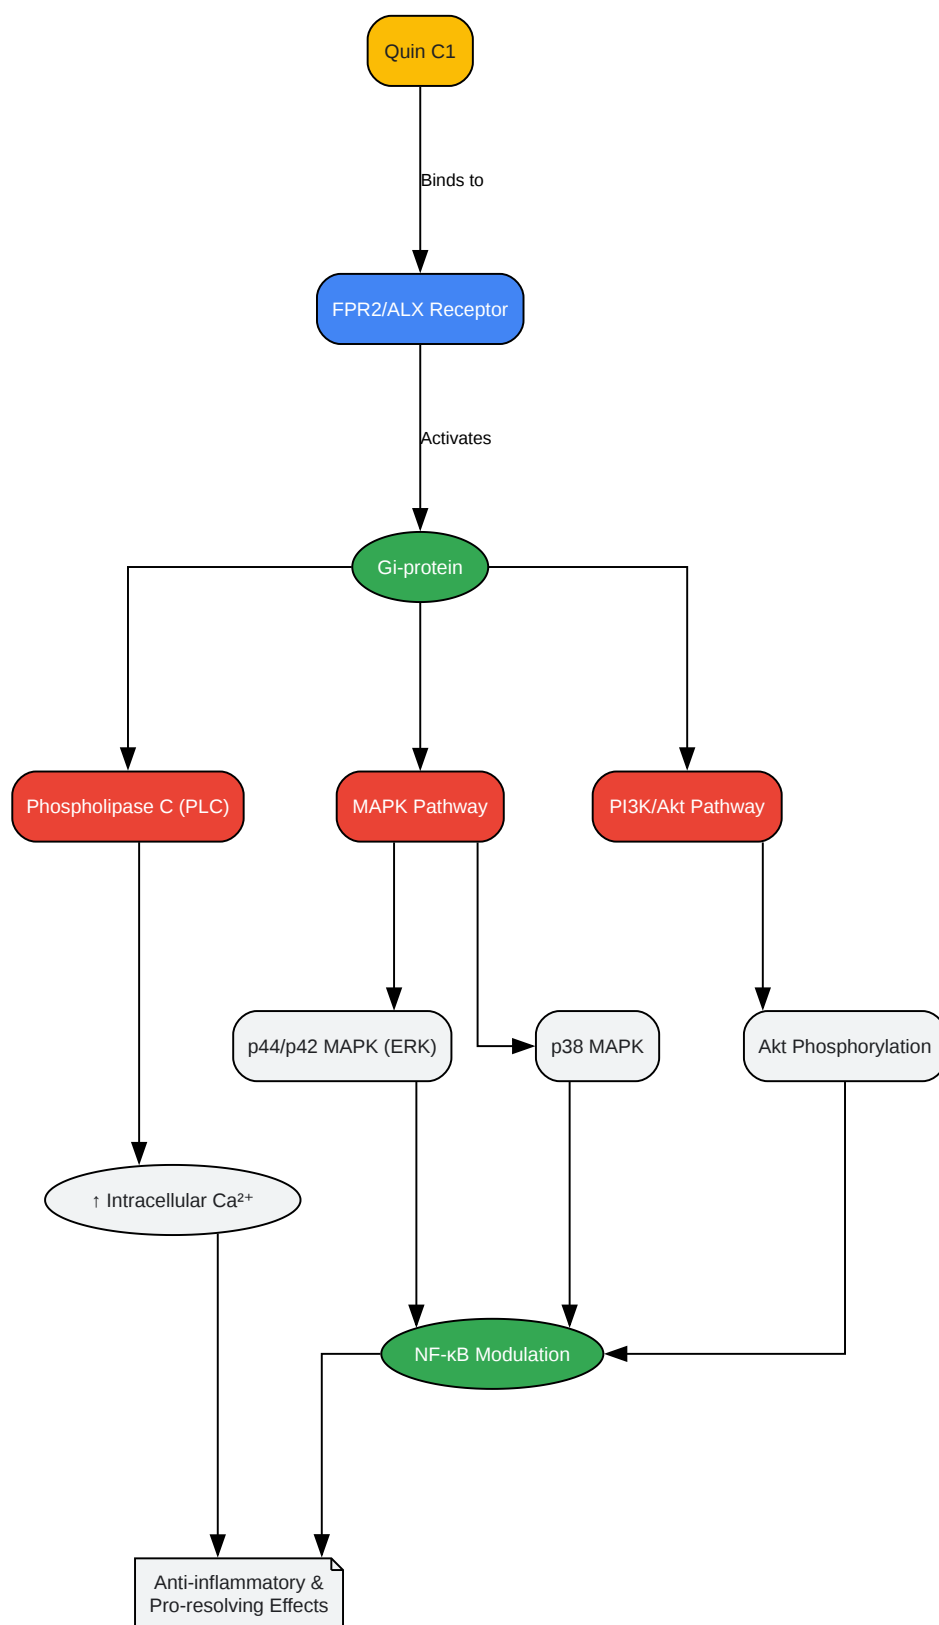 Quin C1
Binds to
FPR2/ALX Receptor
Activates
Gi-protein
Phospholipase C (PLC)
MAPK Pathway
PI3K/Akt Pathway
p44/p42 MAPK (ERK)
p38 MAPK
Akt Phosphorylation
↑ Intracellular Ca²⁺
NF-κB Modulation
Anti-inflammatory &
Pro-resolving Effects